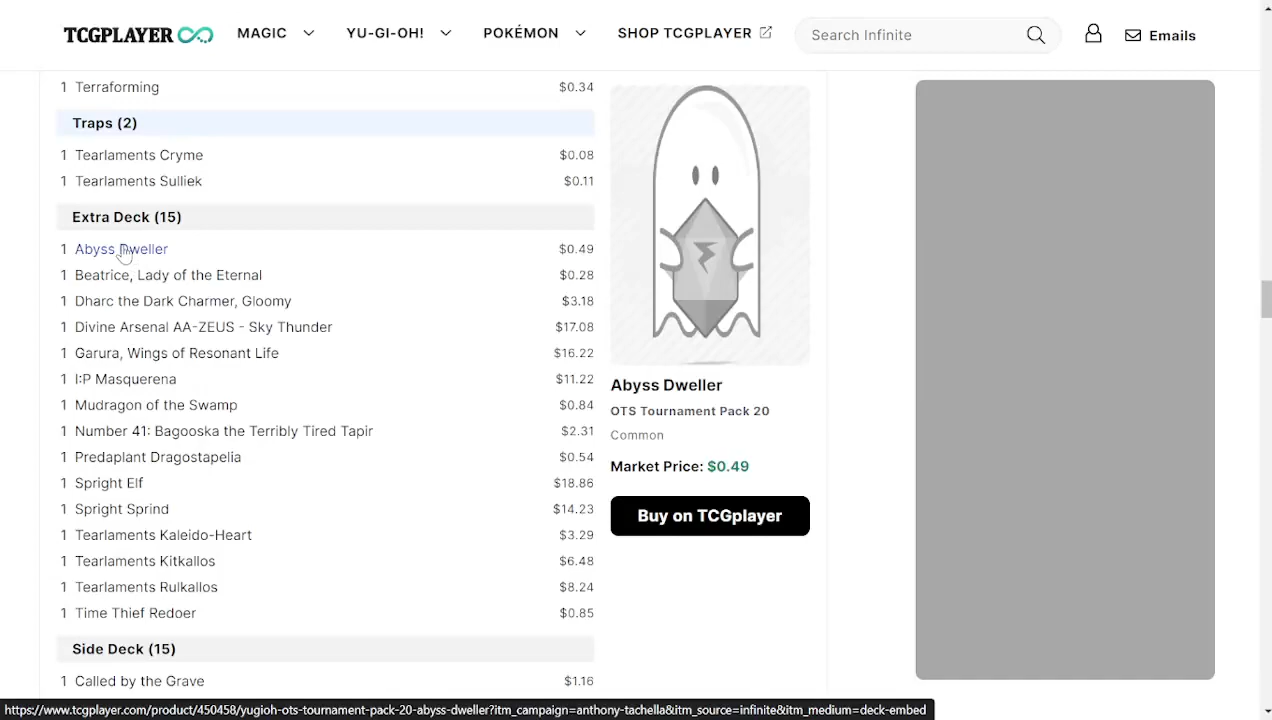 TCGPLAYER MAGIC YU-GI-OH! POKÉMON SHOP TCGPLAYER Search Infinite Emails
1 Terraforming $0.34
Traps (2)
1 Tearlaments Cryme $0.08
1 Tearlaments Sulliek $0.11
Extra Deck (15)
1 Abyss Dweller $0.49
1 Beatrice, Lady of the Eternal $0.28
1 Dharc the Dark Charmer, Gloomy $3.18
1 Divine Arsenal AA-ZEUS - Sky Thunder $17.08
1 Garura, Wings of Resonant Life $16.22
1 I:P Masquerena $11.22
1 Mudragon of the Swamp $0.84
1 Number 41: Bagooska the Terribly Tired Tapir $2.31
1 Predaplant Dragostapelia $0.54
1 Spright Elf $18.86
1 Spright Sprind $14.23
1 Tearlaments Kaleido-Heart $3.29
1 Tearlaments Kitkallos $6.48
1 Tearlaments Rulkallos $8.24
1 Time Thief Redoer $0.85
Side Deck (15)
1 Called by the Grave $1.16
Abyss Dweller
OTS Tournament Pack 20
Common
Market Price: $0.49
Buy on TCGplayer
https://www.tcgplayer.com/product/450458/yugioh-ots-tournament-pack-20-abyss-dweller?itm_campaign=anthony-tachella&itm_source=infinite&itm_medium=deck-embed